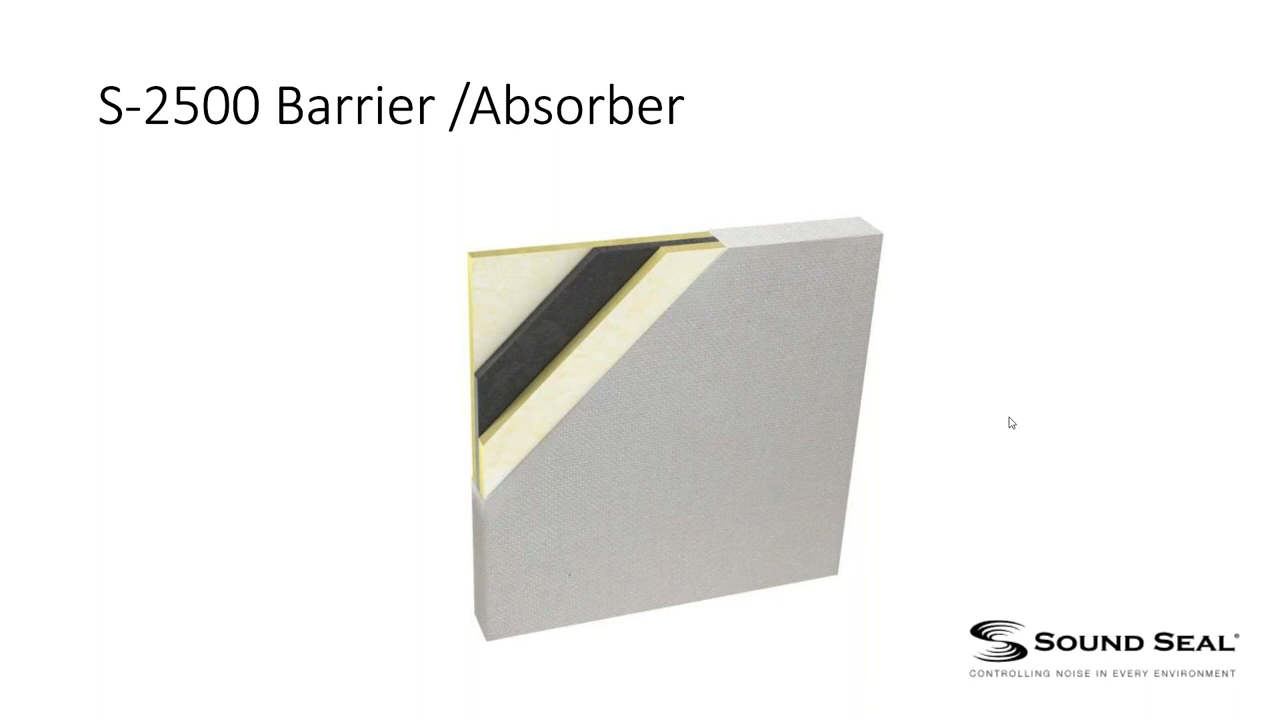 S-2500 Barrier /Absorber
SOUND SEAL®
CONTROLLING NOISE IN EVERY ENVIRONMENT